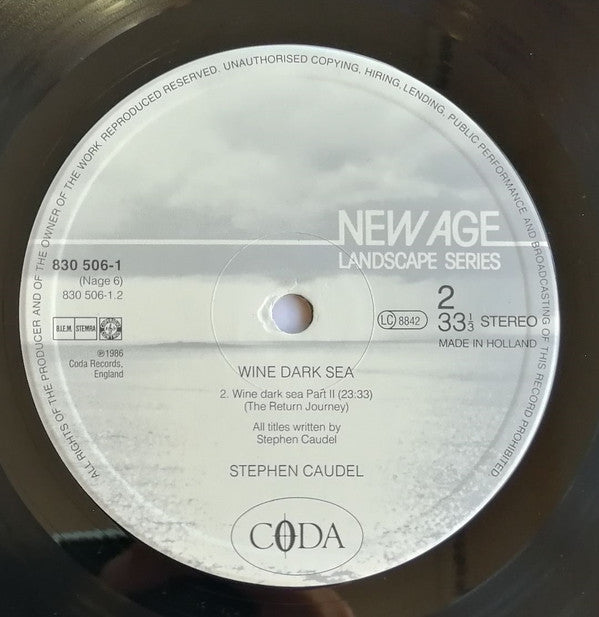 ALL RIGHTS OF THE PRODUCER AND OF THE OWNER OF THE WORK REPRODUCED RESERVED. UNAUTHORISED COPYING, HIRING, LENDING, PUBLIC PERFORMANCE AND BROADCASTING OF THIS RECORD PROHIBITED
NEW AGE
LANDSCAPE SERIES
830 506-1
(Nage 6)
830 506-1.2
B.I.E.M. STEMRA
℗1986
Coda Records,
England
LC 8842
2
33⅓ STEREO
MADE IN HOLLAND
WINE DARK SEA
2. Wine dark sea Part II (23:33)
(The Return Journey)
All titles written by
Stephen Caudel
STEPHEN CAUDEL
CODA